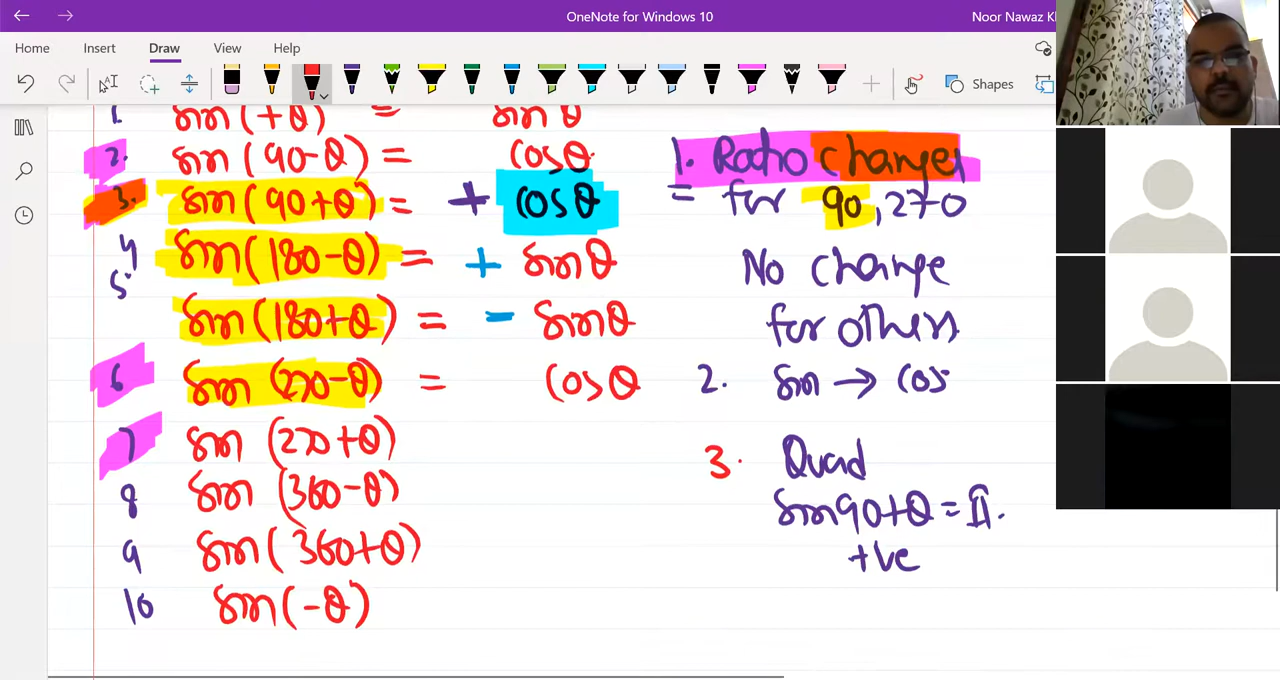 OneNote for Windows 10
Noor Nawaz Kh
Home Insert Draw View Help
Shapes
1 sin(+θ) = sinθ
2. sin(90-θ) = cosθ
3. sin(90+θ) = + cosθ
4 sin(180-θ) = + sinθ
5. sin(180+θ) = - sinθ
6 sin(270-θ) = cosθ
7 sin(270+θ)
8 sin(360-θ)
9 sin(360+θ)
10 sin(-θ)
1. Ratio changes
= for 90, 270
No change
for others
2. sin → cos
3. Quad
sin90+θ = II.
+ve